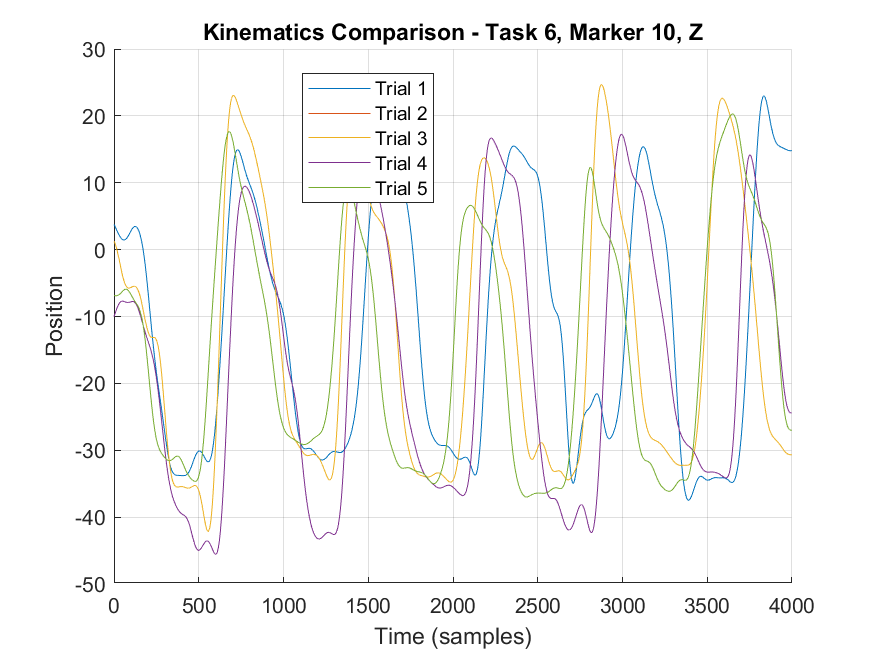 Kinematics Comparison - Task 6, Marker 10, Z
30
20
10
0
-10
-20
-30
-40
-50
Position
Trial 1
Trial 2
Trial 3
Trial 4
Trial 5
0 500 1000 1500 2000 2500 3000 3500 4000
Time (samples)